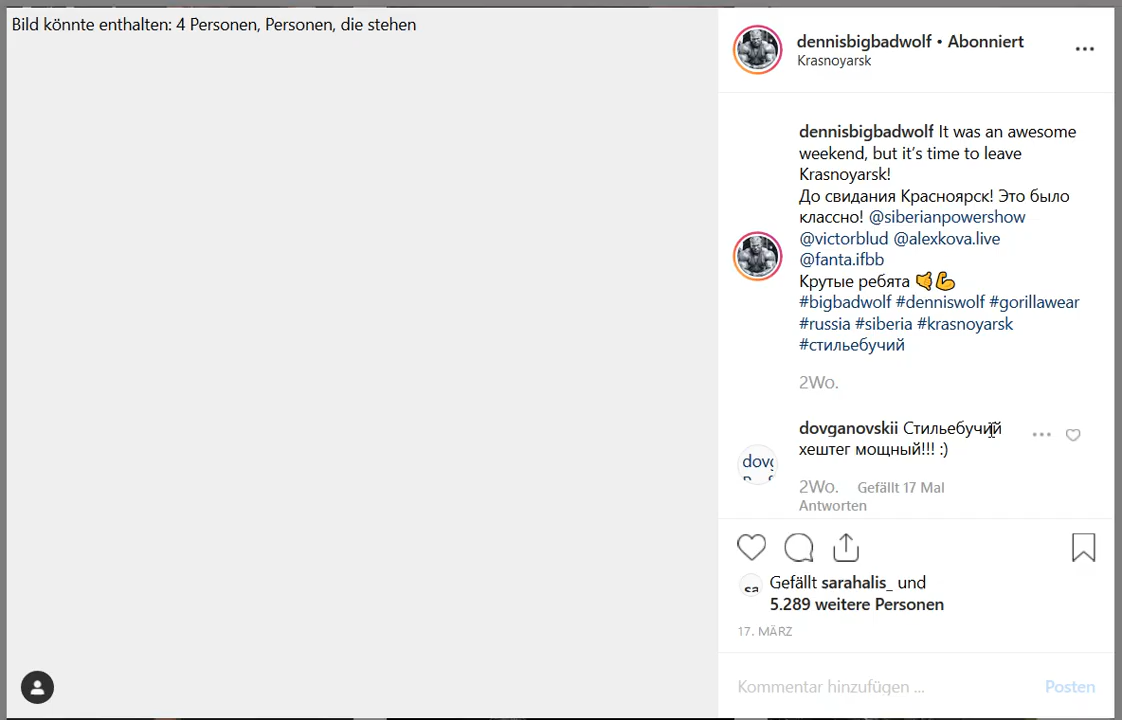 Bild könnte enthalten: 4 Personen, Personen, die stehen
dennisbigbadwolf • Abonniert
Krasnoyarsk
dennisbigbadwolf It was an awesome
weekend, but it's time to leave
Krasnoyarsk!
До свидания Красноярск! Это было
классно! @siberianpowershow
@victorblud @alexkova.live
@fanta.ifbb
Крутые ребята 🤙💪
#bigbadwolf #denniswolf #gorillawear
#russia #siberia #krasnoyarsk
#стильебучий
2Wo.
dovganovskii Стильебучий
хештег мощный!!! :)
dovg
2Wo. Gefällt 17 Mal
Antworten
Gefällt sarahalis_ und
5.289 weitere Personen
sa
17. MÄRZ
Kommentar hinzufügen ...
Posten